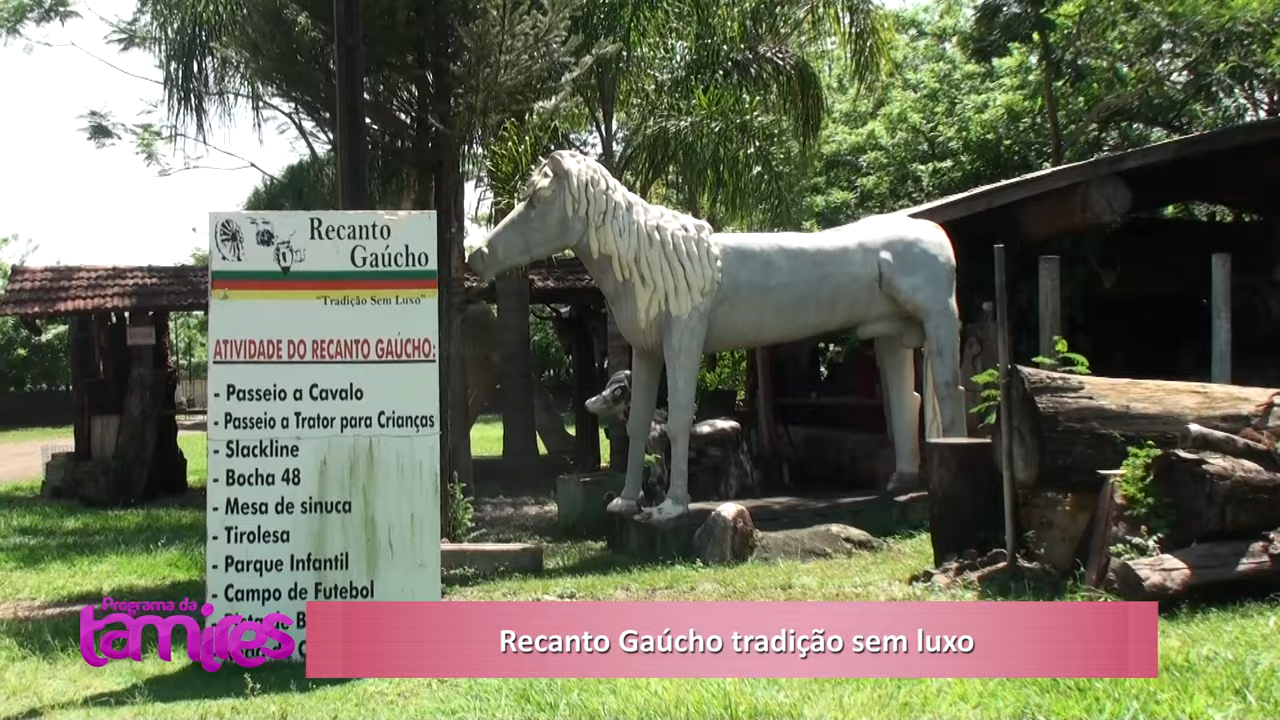 Recanto
Gaúcho
"Tradição Sem Luxo"
ATIVIDADE DO RECANTO GAÚCHO:
- Passeio a Cavalo
- Passeio a Trator para Crianças
- Slackline
- Bocha 48
- Mesa de sinuca
- Tirolesa
- Parque Infantil
- Campo de Futebol
Programa da
tamires
Recanto Gaúcho tradição sem luxo